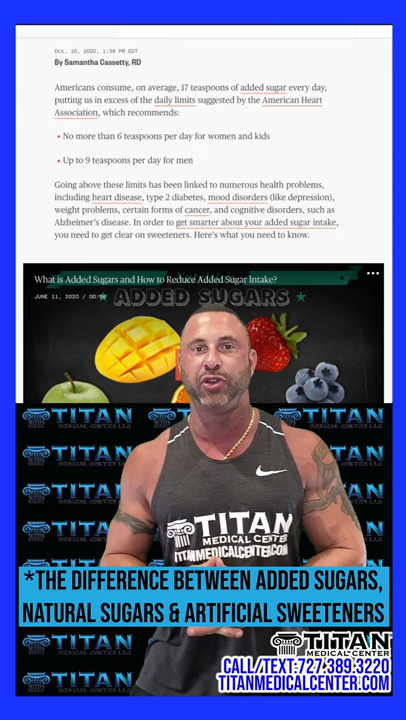 Oct. 16, 2020, 1:38 PM EDT
By Samantha Cassetty, RD
Americans consume, on average, 17 teaspoons of added sugar every day,
putting us in excess of the daily limits suggested by the American Heart
Association, which recommends:
• No more than 6 teaspoons per day for women and kids
• Up to 9 teaspoons per day for men
Going above these limits has been linked to numerous health problems,
including heart disease, type 2 diabetes, mood disorders (like depression),
weight problems, certain forms of cancer, and cognitive disorders, such as
Alzheimer's disease. In order to get smarter about your added sugar intake,
you need to get clear on sweeteners. Here's what you need to know.
What is Added Sugars and How to Reduce Added Sugar Intake?
JUNE 11, 2020 /
ADDED SUGARS
TITAN
MEDICAL CENTER LLC
TITAN
MEDICAL CENTER LLC
TITAN
MEDICAL CENTER
TITANMEDICALCENTER.COM
*THE DIFFERENCE BETWEEN ADDED SUGARS,
NATURAL SUGARS & ARTIFICIAL SWEETENERS
TITAN
MEDICAL CENTER
CALL/TEXT:727.389.3220
TITANMEDICALCENTER.COM